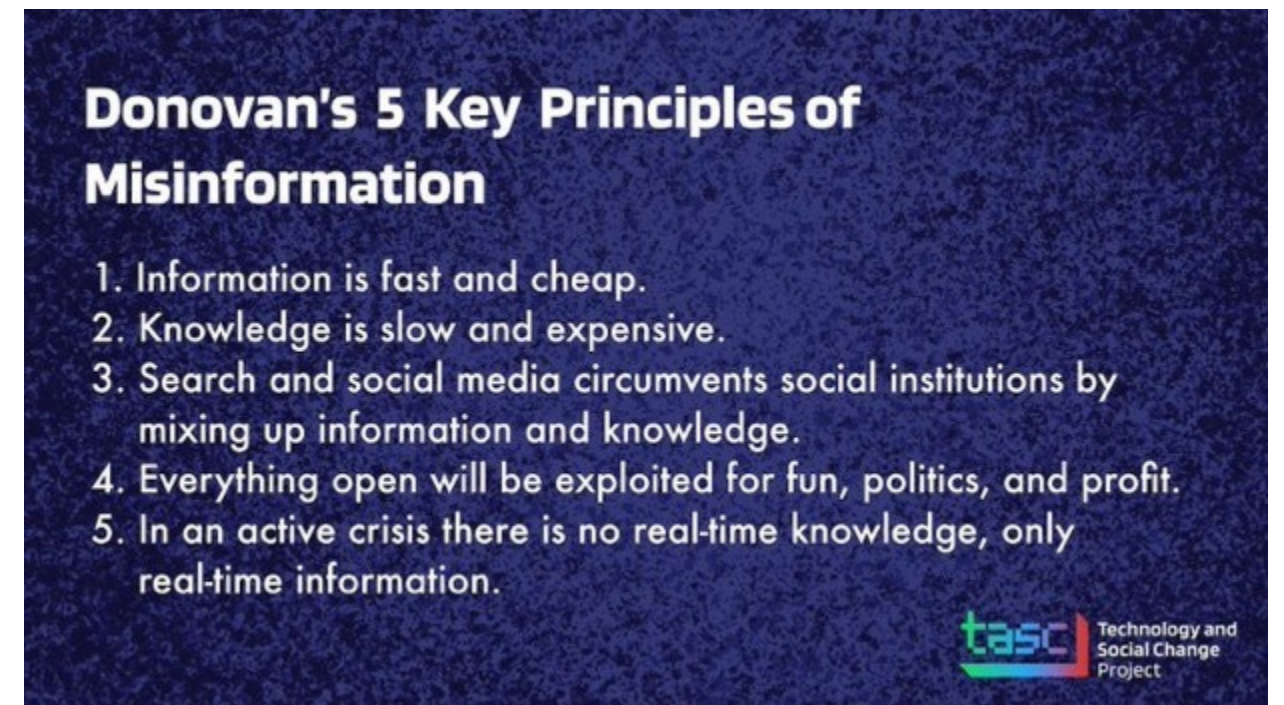 Donovan's 5 Key Principles of
Misinformation
1. Information is fast and cheap.
2. Knowledge is slow and expensive.
3. Search and social media circumvents social institutions by
mixing up information and knowledge.
4. Everything open will be exploited for fun, politics, and profit.
5. In an active crisis there is no real-time knowledge, only
real-time information.
tasc
Technology and
Social Change
Project